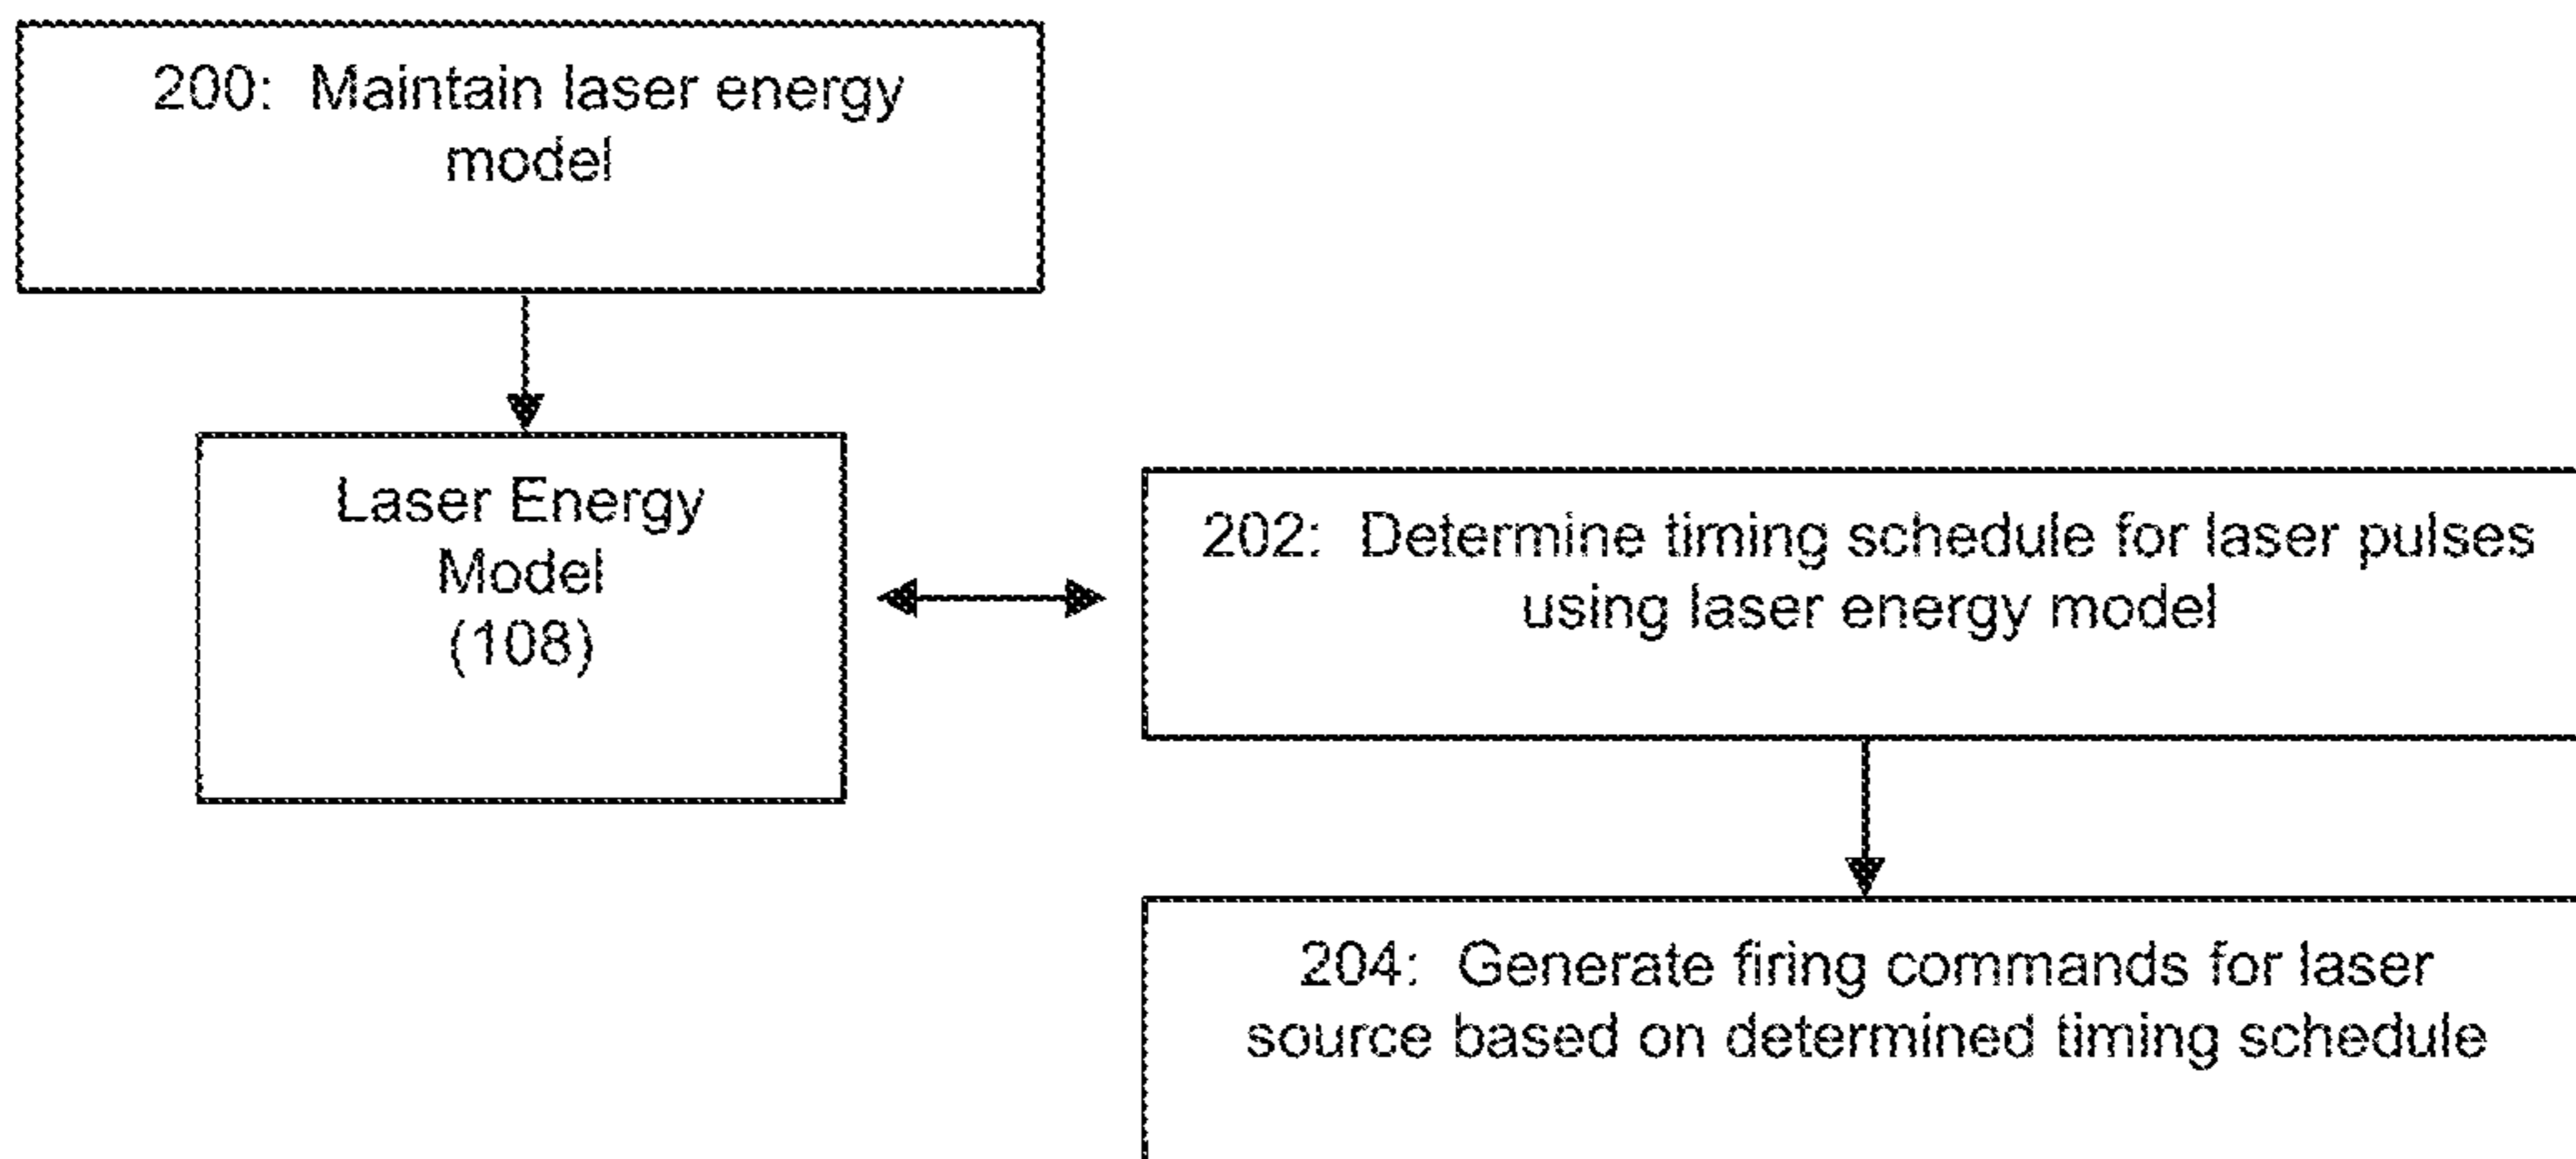 200: Maintain laser energy
model
Laser Energy
Model
(108)
202: Determine timing schedule for laser pulses
using laser energy model
204: Generate firing commands for laser
source based on determined timing schedule